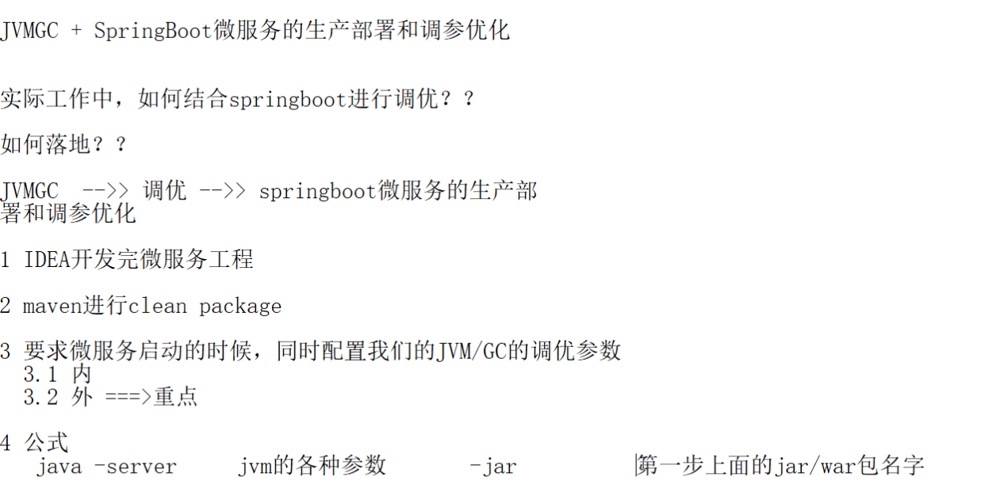 JVMGC + SpringBoot微服务的生产部署和调参优化
实际工作中，如何结合springboot进行调优？？
如何落地？？
JVMGC -->> 调优 -->> springboot微服务的生产部
署和调参优化
1 IDEA开发完微服务工程
2 maven进行clean package
3 要求微服务启动的时候，同时配置我们的JVM/GC的调优参数
3.1 内
3.2 外 ===>重点
4 公式
java -server jvm的各种参数 -jar 第一步上面的jar/war包名字